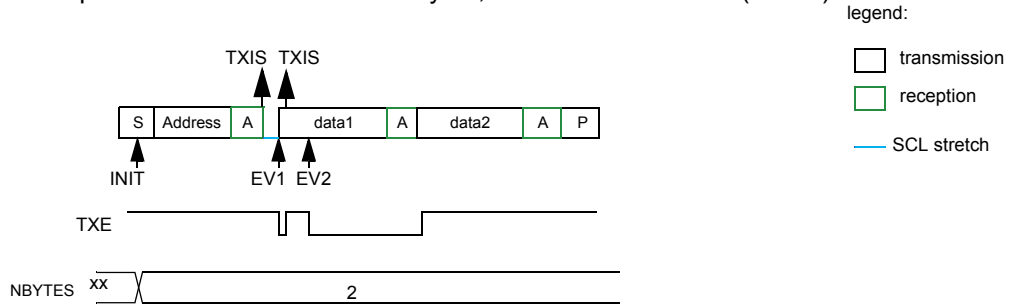 legend:
transmission
reception
SCL stretch
TXIS TXIS
S Address A data1 A data2 A P
INIT EV1 EV2
TXE
NBYTES xx 2